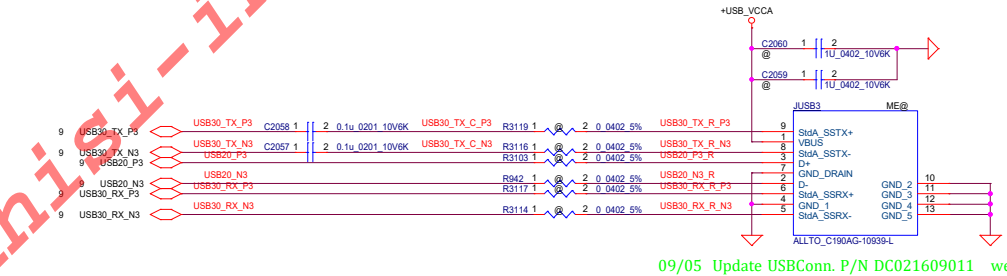 +USB_VCCA
C2060 1 2
@ 1U_0402_10V6K
C2059 1 2
@ 1U_0402_10V6K
JUSB3 ME@
9 USB30_TX_P3 USB30_TX_P3 C2058 1 2 0.1u_0201_10V6K USB30_TX_C_P3 R3119 1 @ 2 0_0402_5% USB30_TX_R_P3 9 StdA_SSTX+
1 VBUS
9 USB30_TX_N3 USB30_TX_N3 C2057 1 2 0.1u_0201_10V6K USB30_TX_C_N3 R3116 1 @ 2 0_0402_5% USB30_TX_R_N3 8 StdA_SSTX-
9 USB20_P3 USB20_P3 R3103 1 2 0_0402_5% USB20_P3_R 3 D+
7 GND_DRAIN
9 USB20_N3 USB20_N3 R942 1 @ 2 0_0402_5% USB20_N3_R 2 D- GND_2 10
9 USB30_RX_P3 USB30_RX_P3 R3117 1 @ 2 0_0402_5% USB30_RX_R_P3 6 StdA_SSRX+ GND_3 11
4 GND_1 GND_4 12
9 USB30_RX_N3 USB30_RX_N3 R3114 1 @ 2 0_0402_5% USB30_RX_R_N3 5 StdA_SSRX- GND_5 13
ALLTO_C190AG-10939-L
09/05 Update USBConn. P/N DC021609011 we
hnisi-i